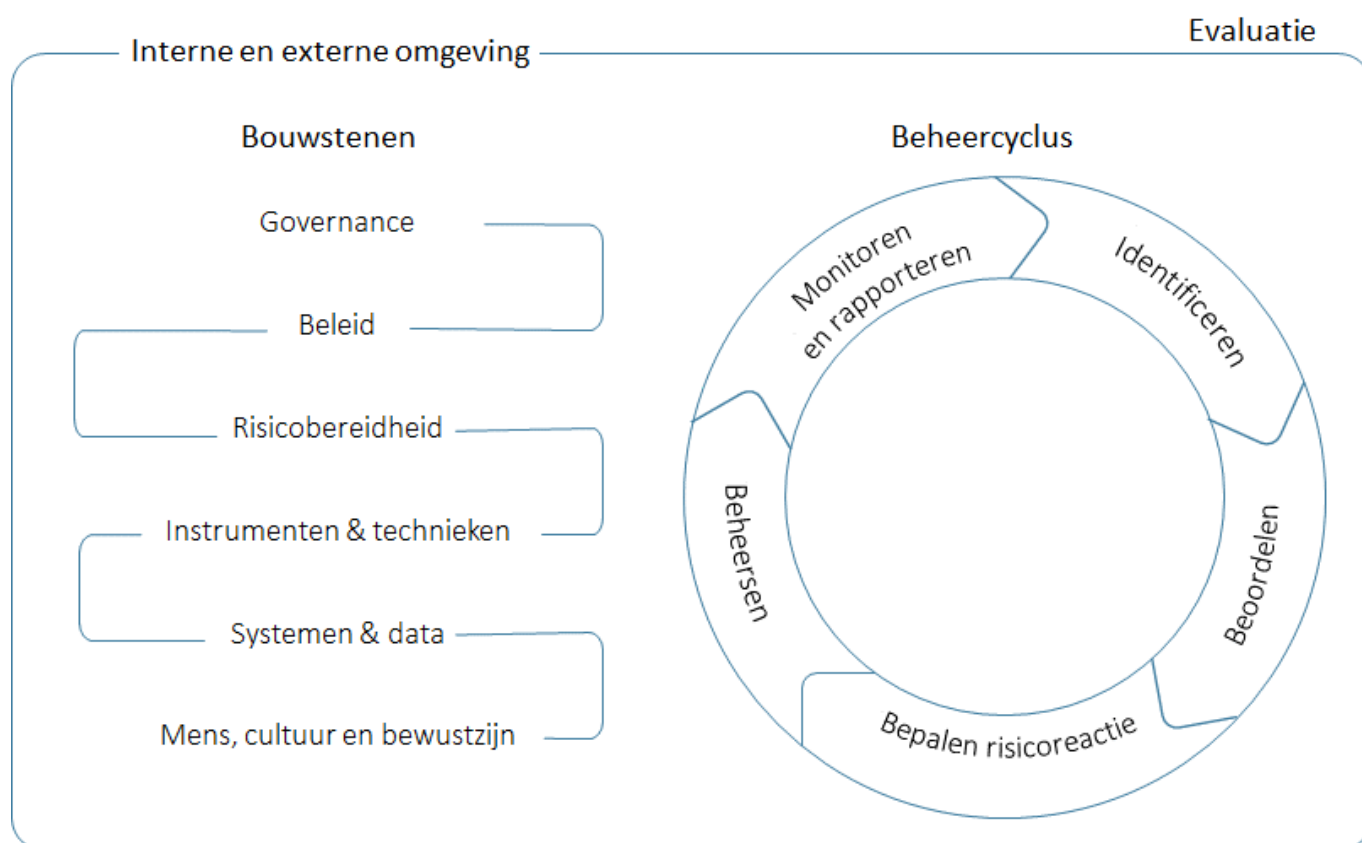 Evaluatie
Interne en externe omgeving
Bouwstenen
Governance
Beleid
Risicobereidheid
Instrumenten & technieken
Systemen & data
Mens, cultuur en bewustzijn
Beheercyclus
Identificeren
Beoordelen
Bepalen risicoreactie
Beheersen
Monitoren
en rapporteren